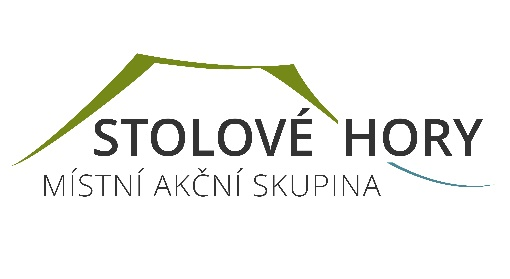 STOLOVÉ HORY
MÍSTNÍ AKČNÍ SKUPINA